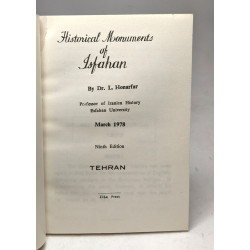 Historical Monuments
of
Isfahan
By Dr. L. Honarfar
Professor of Iranian History
Isfahan University
March 1978
Ninth Edition
TEHRAN
Press